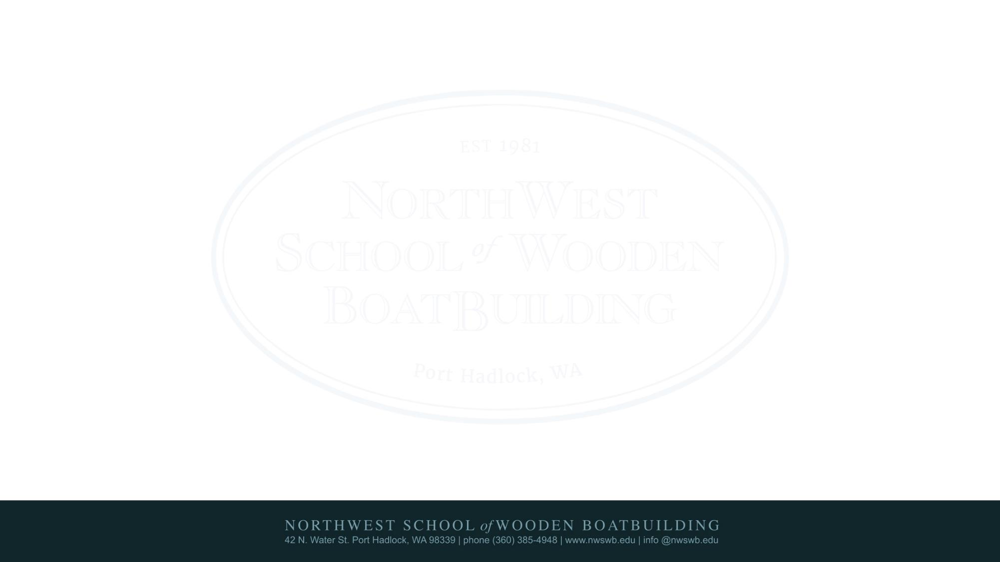 EST 1981
NORTHWEST
SCHOOL of WOODEN
BOATBUILDING
Port Hadlock, WA
NORTHWEST SCHOOL of WOODEN BOATBUILDING
42 N. Water St. Port Hadlock, WA 98339 | phone (360) 385-4948 | www.nwswb.edu | info @nwswb.edu